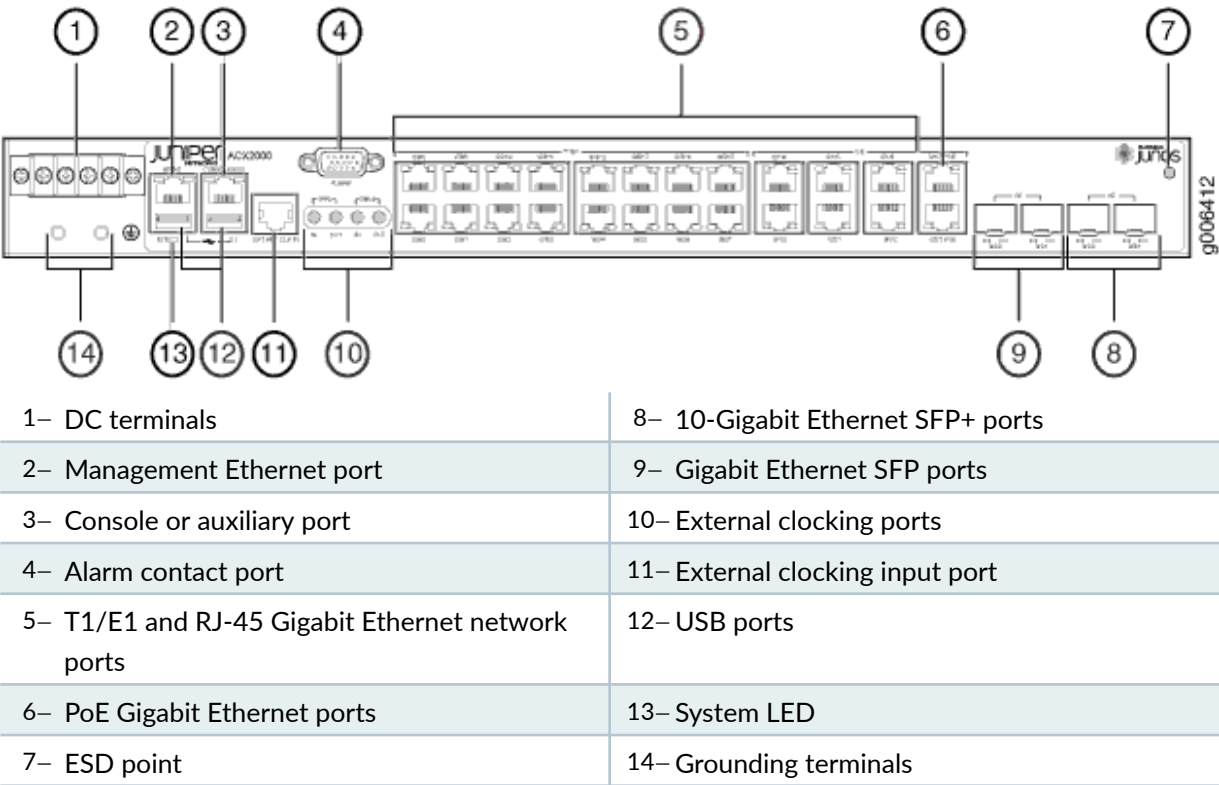 1
2
3
4
5
6
7
JUNIPEr
NETWORKS
ACX2000
JUNOS
g006412
14
13
12
11
10
9
8
1– DC terminals
8– 10-Gigabit Ethernet SFP+ ports
2– Management Ethernet port
9– Gigabit Ethernet SFP ports
3– Console or auxiliary port
10– External clocking ports
4– Alarm contact port
11– External clocking input port
5– T1/E1 and RJ-45 Gigabit Ethernet network
ports
12– USB ports
6– PoE Gigabit Ethernet ports
13– System LED
7– ESD point
14– Grounding terminals